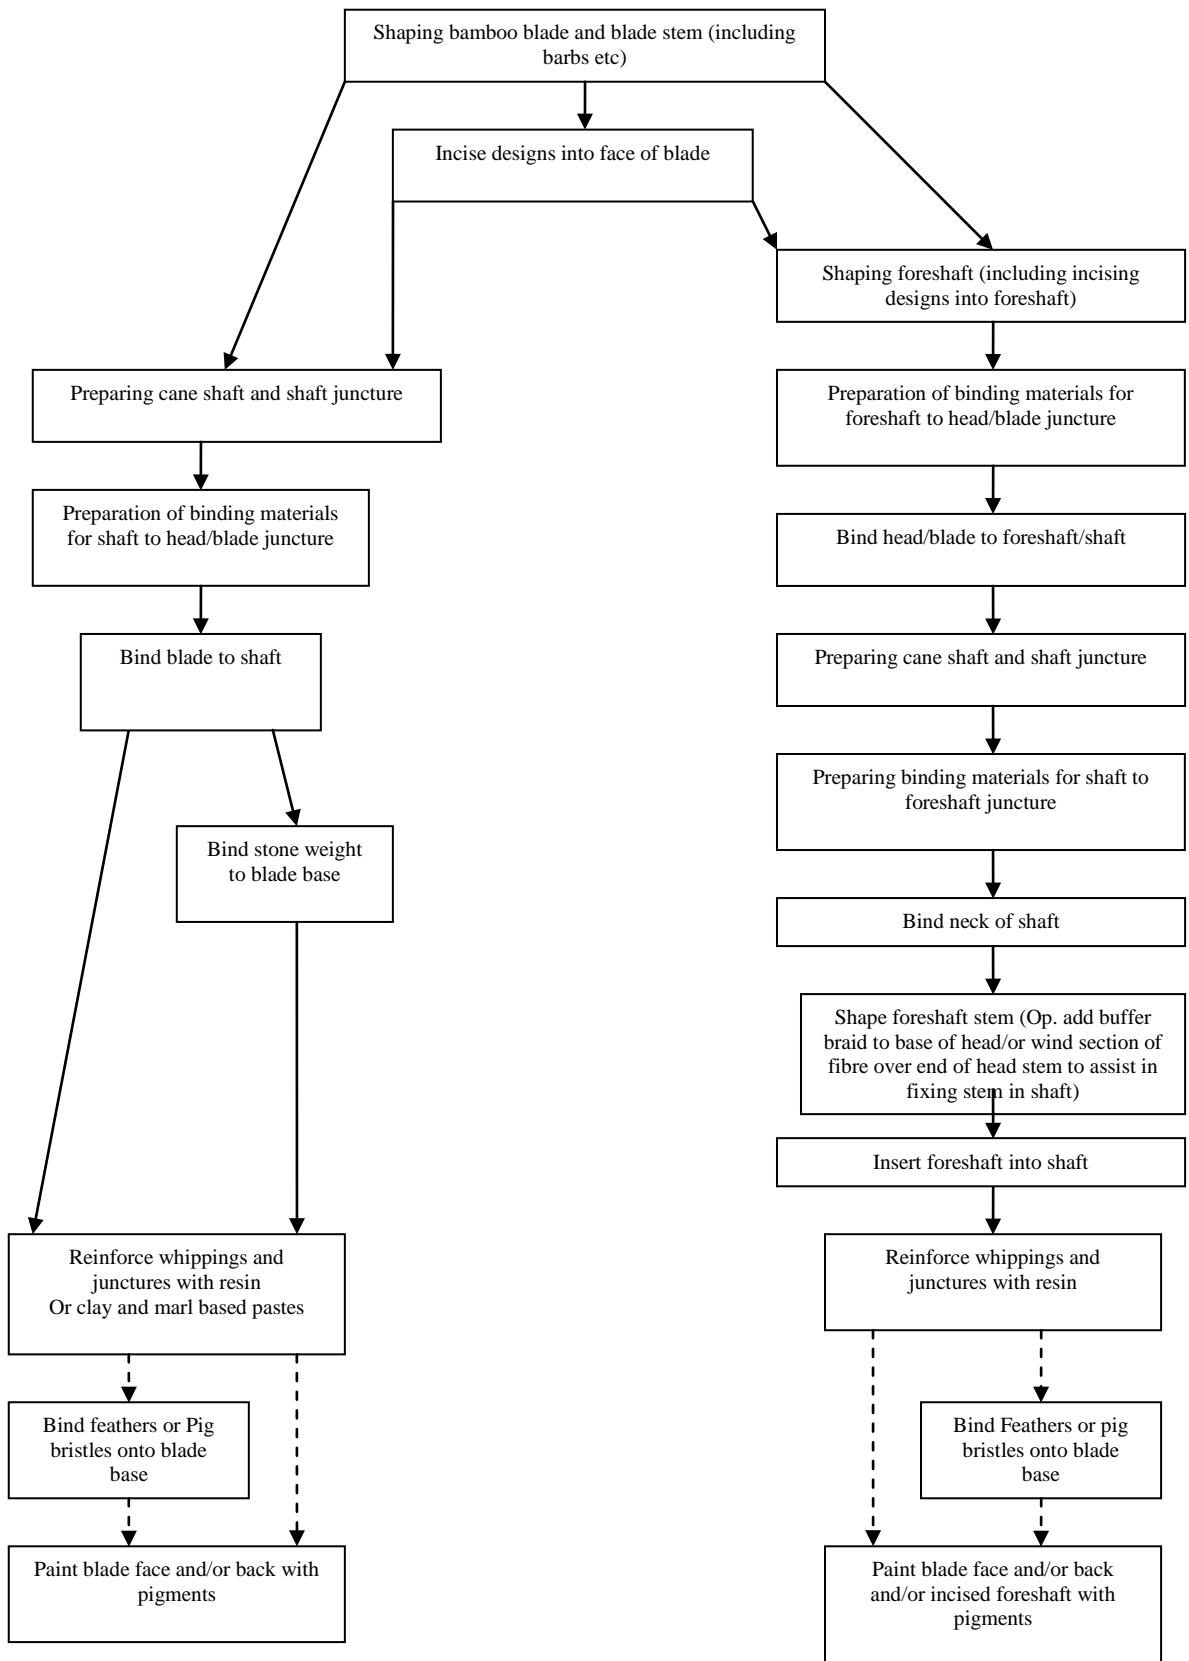 Shaping bamboo blade and blade stem (including
barbs etc)
Incise designs into face of blade
Shaping foreshaft (including incising
designs into foreshaft)
Preparing cane shaft and shaft juncture
Preparation of binding materials for
foreshaft to head/blade juncture
Preparation of binding materials
for shaft to head/blade juncture
Bind head/blade to foreshaft/shaft
Bind blade to shaft
Preparing cane shaft and shaft juncture
Preparing binding materials for shaft to
foreshaft juncture
Bind stone weight
to blade base
Bind neck of shaft
Shape foreshaft stem (Op. add buffer
braid to base of head/or wind section of
fibre over end of head stem to assist in
fixing stem in shaft)
Insert foreshaft into shaft
Reinforce whippings and
junctures with resin
Or clay and marl based pastes
Reinforce whippings and
junctures with resin
Bind feathers or Pig
bristles onto blade
base
Bind Feathers or pig
bristles onto blade
base
Paint blade face and/or back with
pigments
Paint blade face and/or back
and/or incised foreshaft with
pigments